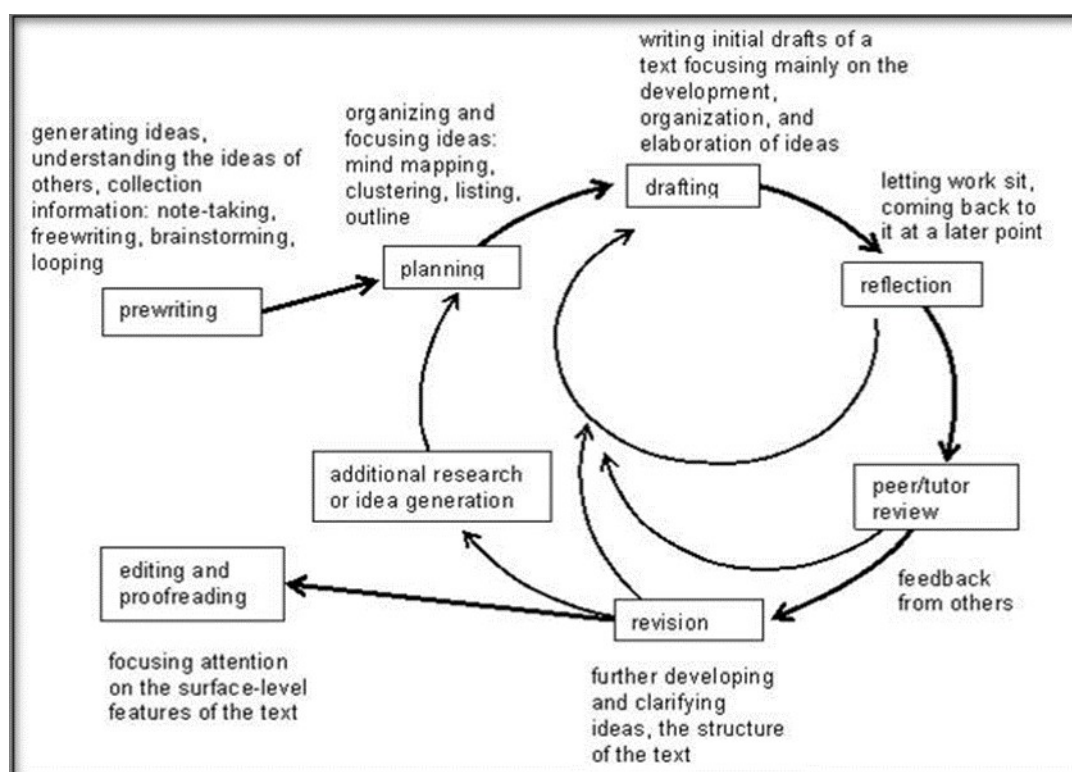 generating ideas,
understanding the ideas of
others, collection
information: note-taking,
freewriting, brainstorming,
looping
prewriting
organizing and
focusing ideas:
mind mapping,
clustering, listing,
outline
planning
writing initial drafts of a
text focusing mainly on the
development,
organization, and
elaboration of ideas
drafting
letting work sit,
coming back to
it at a later point
reflection
peer/tutor
review
feedback
from others
revision
further developing
and clarifying
ideas, the structure
of the text
additional research
or idea generation
editing and
proofreading
focusing attention
on the surface-level
features of the text